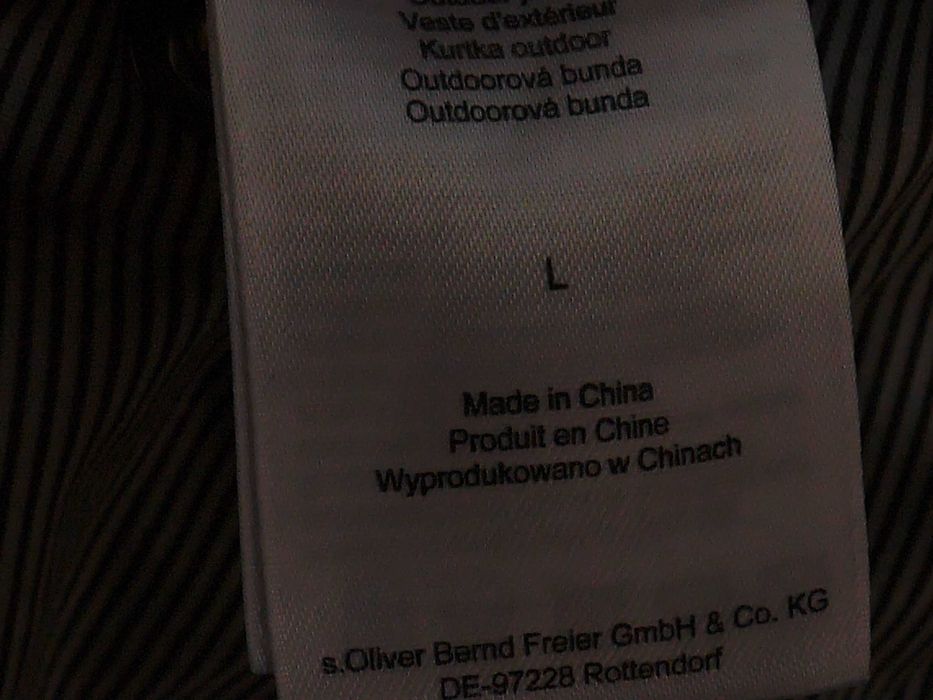 Veste d'extérieur
Kurtka outdoor
Outdoorová bunda
Outdoorová bunda
L
Made in China
Produit en Chine
Wyprodukowano w Chinach
s.Oliver Bernd Freier GmbH & Co. KG
DE-97228 Rottendorf